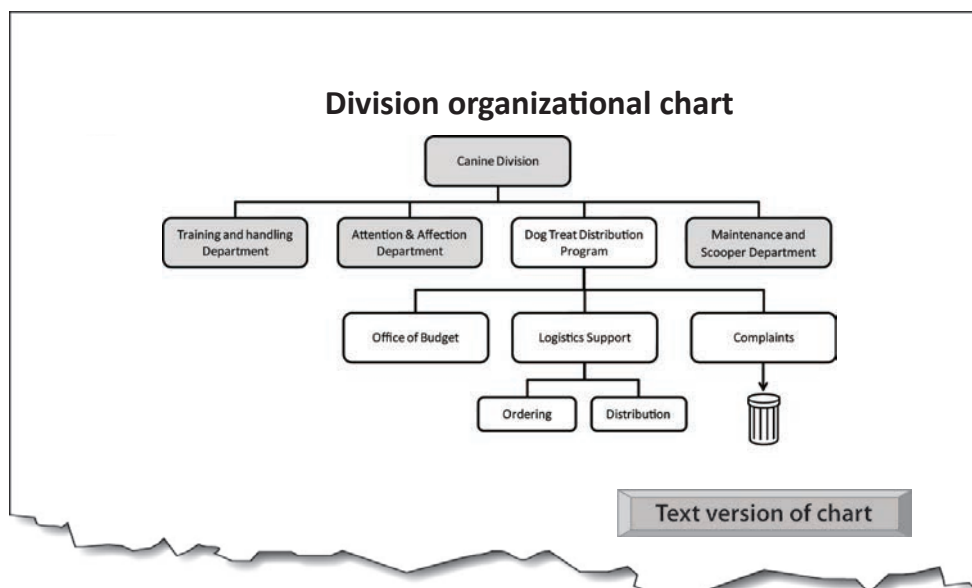 Division organizational chart
Canine Division
Training and handling
Department
Attention & Affection
Department
Dog Treat Distribution
Program
Maintenance and
Scooper Department
Office of Budget
Logistics Support
Complaints
Ordering
Distribution
Text version of chart